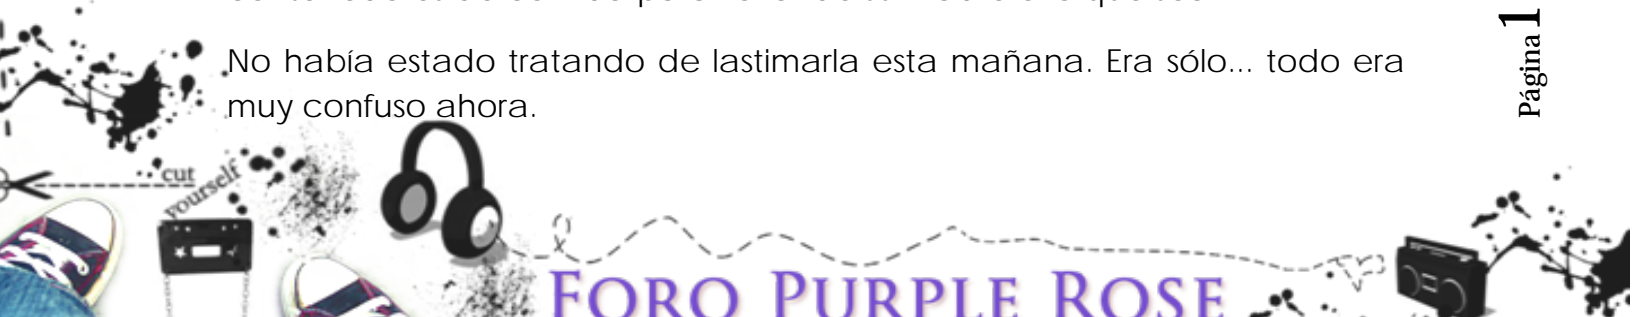 No había estado tratando de lastimarla esta mañana. Era sólo... todo era
muy confuso ahora.
Página 1
cut
yourself
FORO PURPLE ROSE